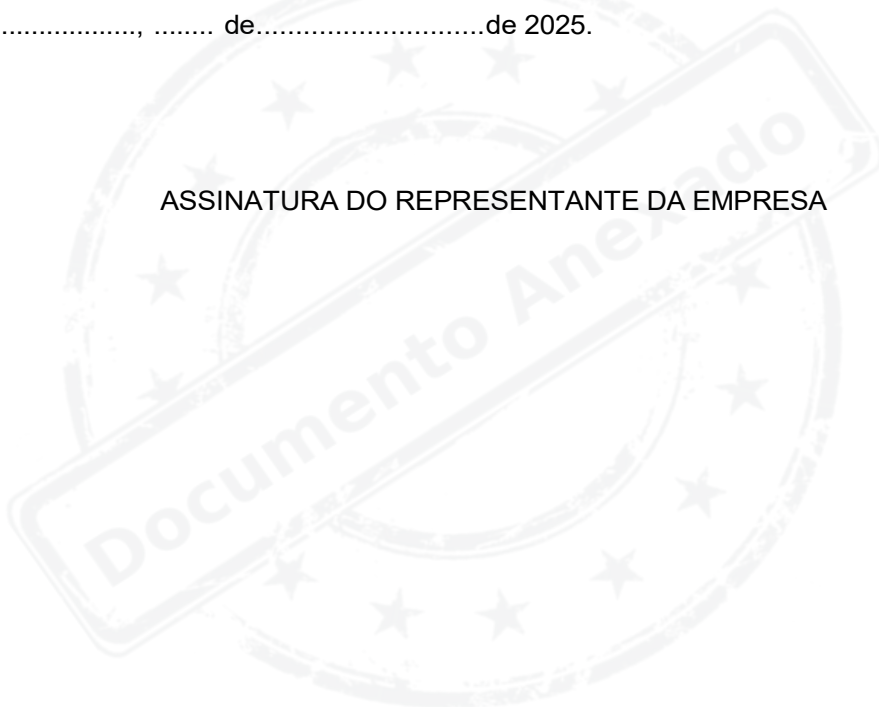 .................., ........ de.............................de 2025.
ASSINATURA DO REPRESENTANTE DA EMPRESA
Documento Anexado